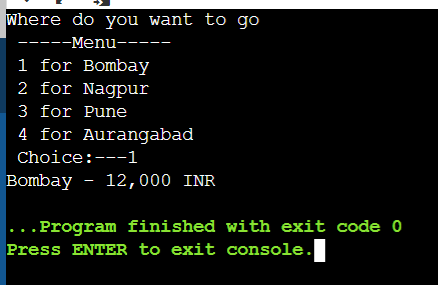 Where do you want to go
-----Menu-----
1 for Bombay
2 for Nagpur
3 for Pune
4 for Aurangabad
Choice:---1
Bombay - 12,000 INR
...Program finished with exit code 0
Press ENTER to exit console.